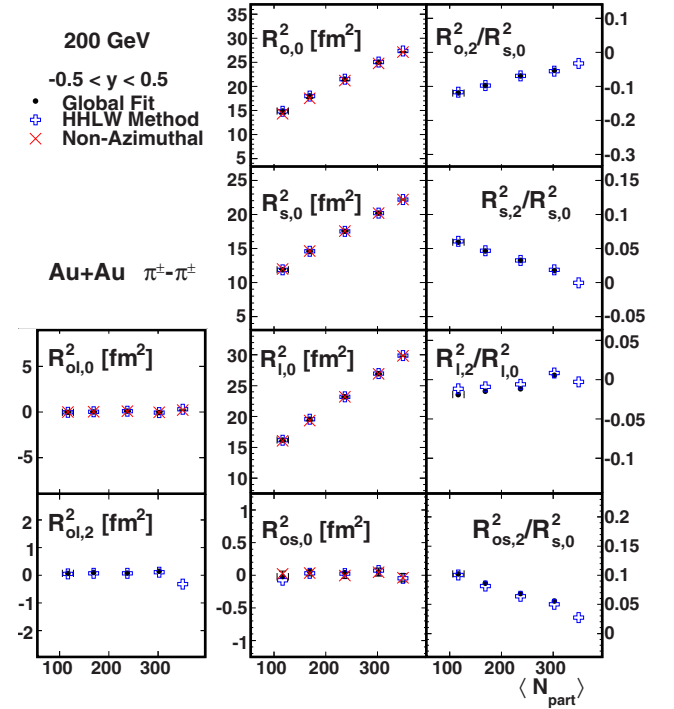 200 GeV
-0.5 < y < 0.5
Global Fit
HHLW Method
Non-Azimuthal
Au+Au π±-π±
R²o,0 [fm²]
35
30
25
20
15
10
5
R²o,2/R²s,0
0.1
0
-0.1
-0.2
-0.3
R²s,0 [fm²]
25
20
15
10
5
R²s,2/R²s,0
0.15
0.1
0.05
0
-0.05
R²ol,0 [fm²]
5
0
-5
R²l,0 [fm²]
30
25
20
15
10
R²l,2/R²l,0
0.05
0
-0.05
-0.1
R²ol,2 [fm²]
2
1
0
-1
-2
100 200 300
R²os,0 [fm²]
1
0.5
0
-0.5
-1
100 200 300
R²os,2/R²s,0
0.2
0.1
0.05
0
100 200 300
⟨ Npart ⟩